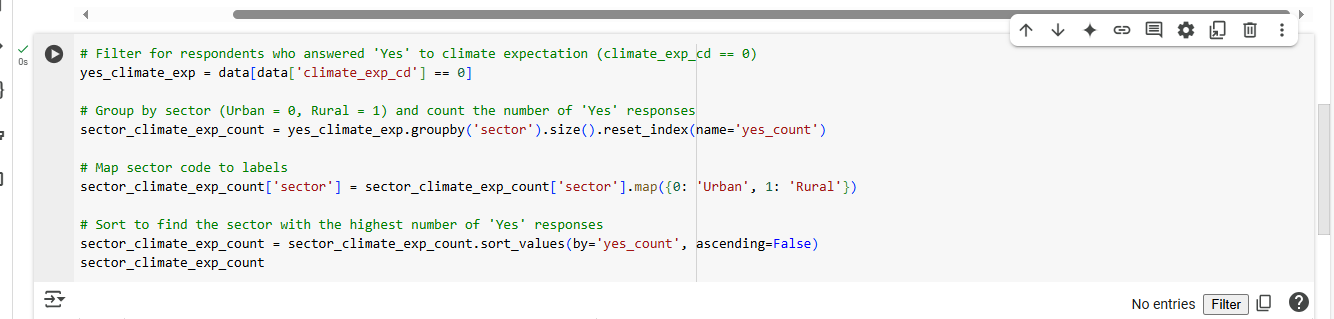 # Filter for respondents who answered 'Yes' to climate expectation (climate_exp_cd == 0)
0s
yes_climate_exp = data[data['climate_exp_cd'] == 0]
# Group by sector (Urban = 0, Rural = 1) and count the number of 'Yes' responses
sector_climate_exp_count = yes_climate_exp.groupby('sector').size().reset_index(name='yes_count')
# Map sector code to labels
sector_climate_exp_count['sector'] = sector_climate_exp_count['sector'].map({0: 'Urban', 1: 'Rural'})
# Sort to find the sector with the highest number of 'Yes' responses
sector_climate_exp_count = sector_climate_exp_count.sort_values(by='yes_count', ascending=False)
sector_climate_exp_count
No entries Filter